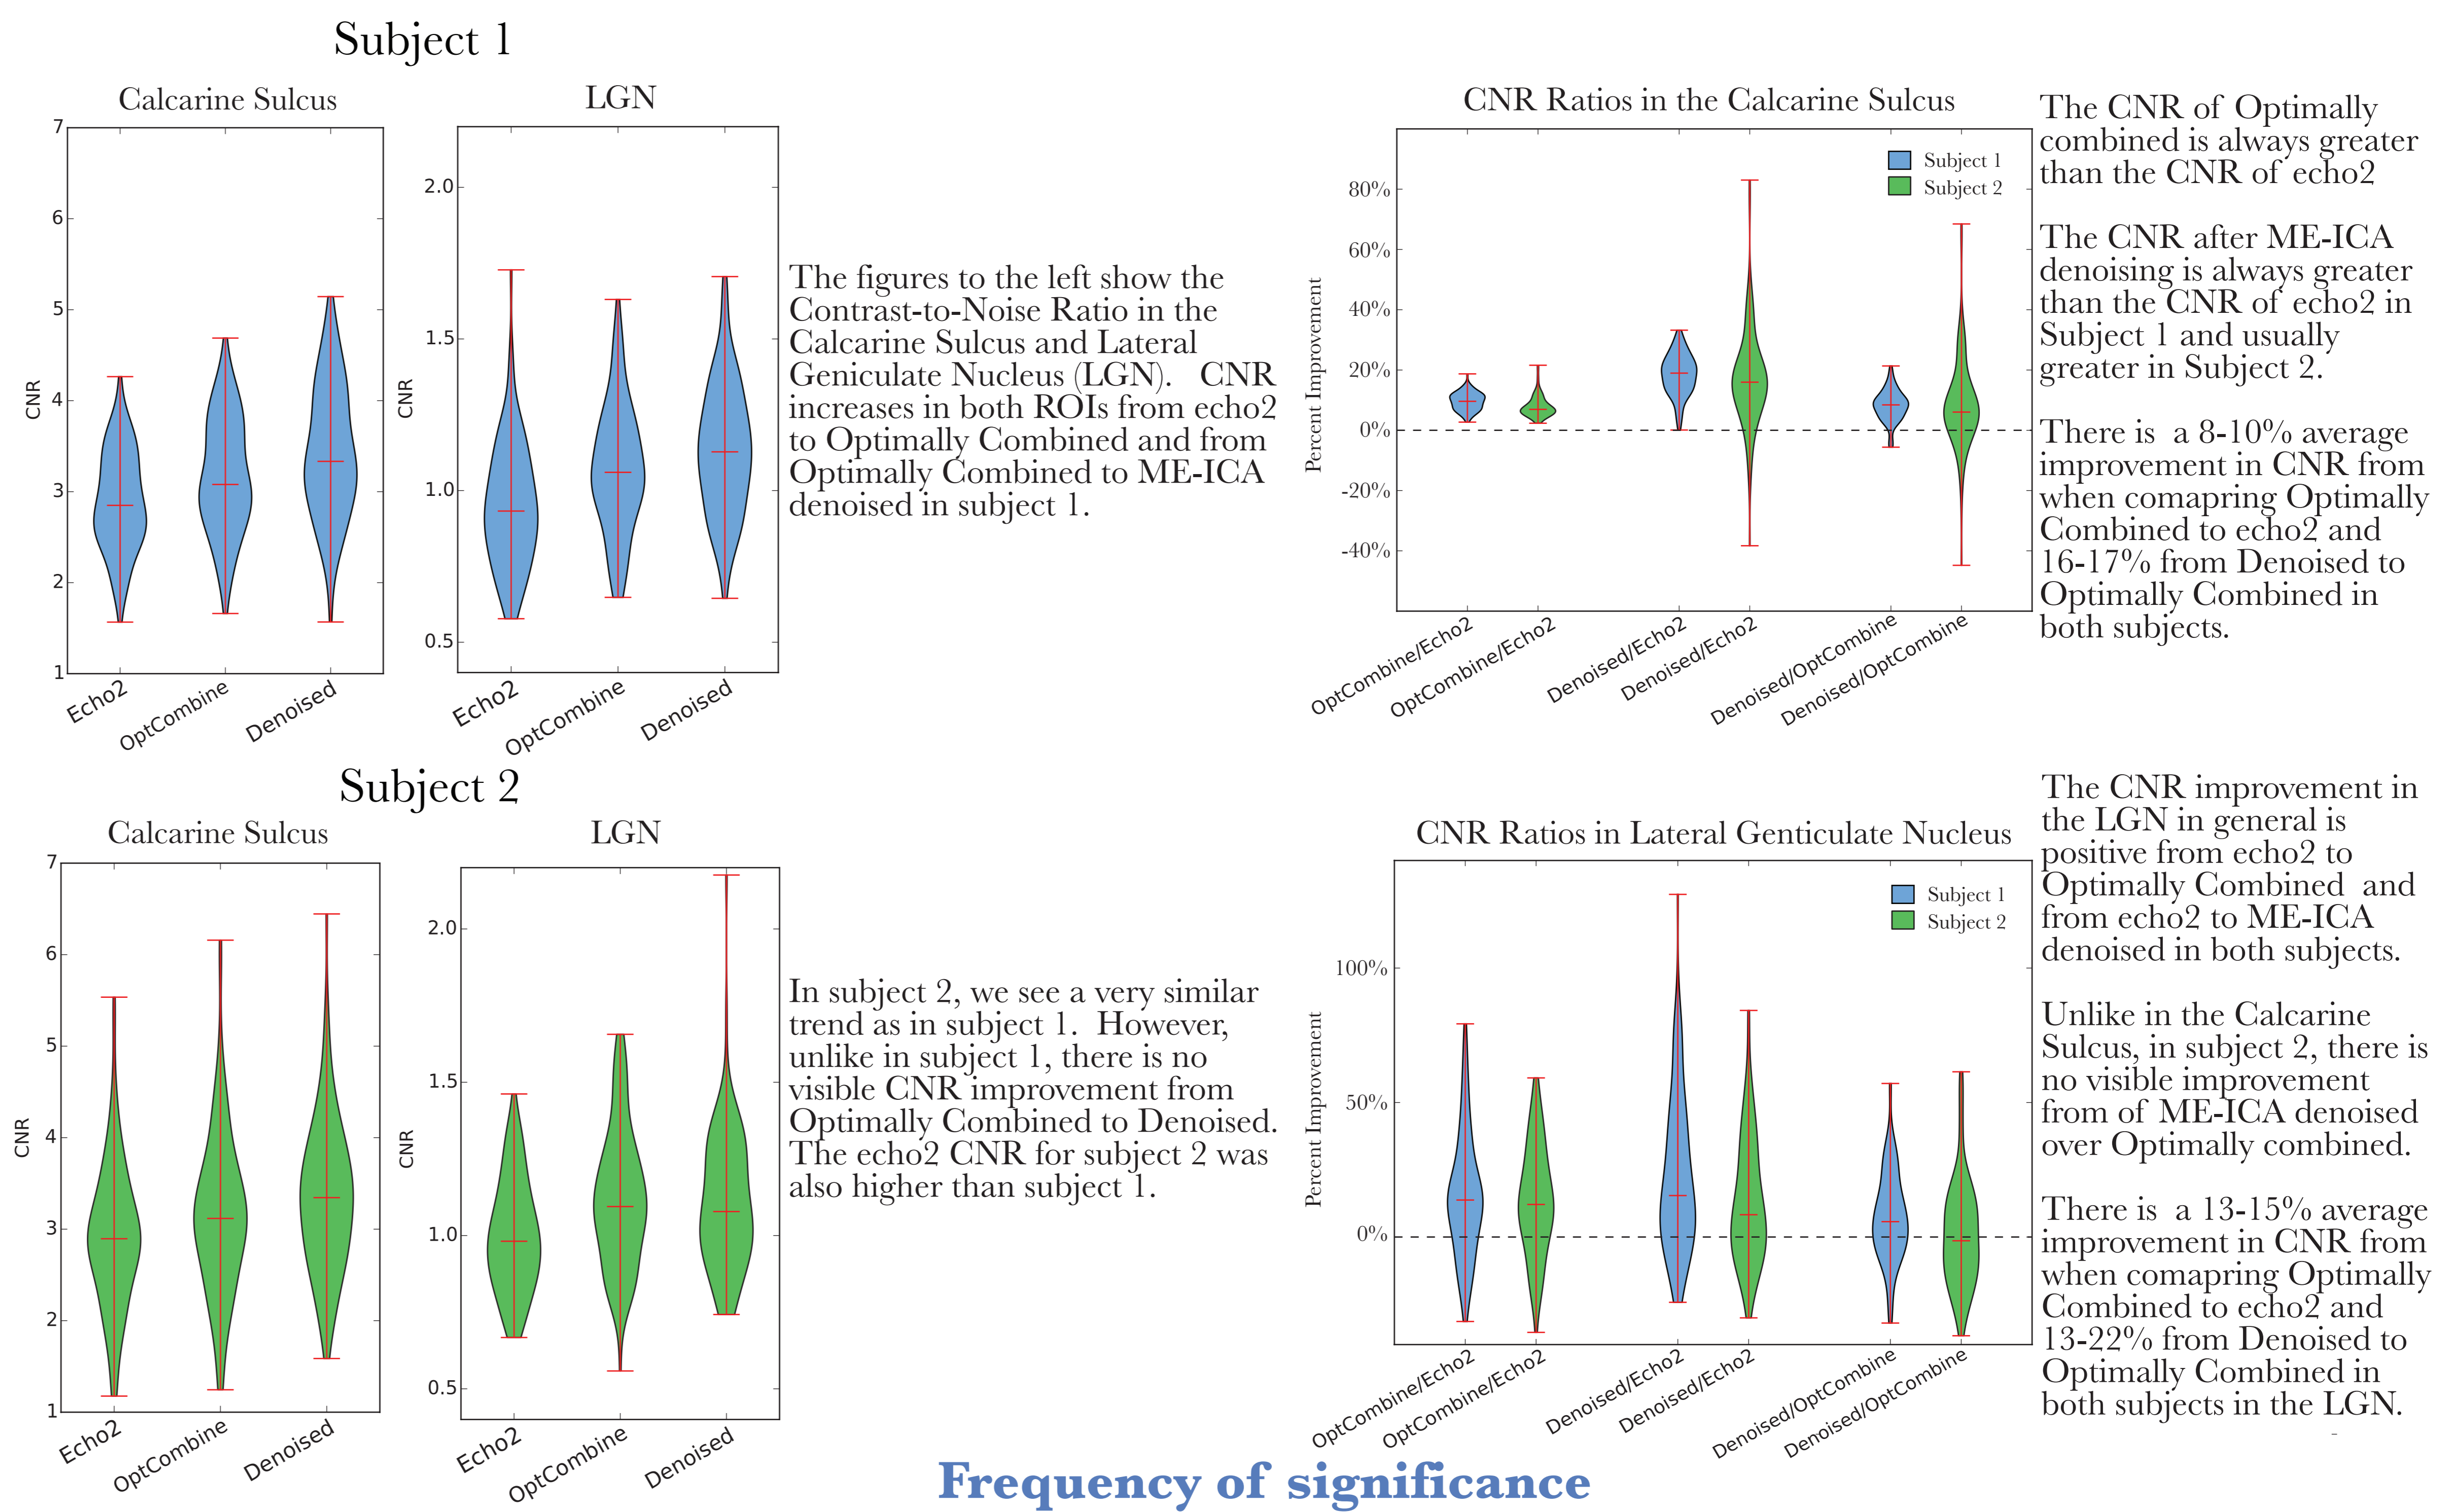 Subject 1
Calcarine Sulcus
7
6
5
4
3
2
1
CNR
Echo2
OptCombine
Denoised
LGN
2.0
1.5
1.0
0.5
CNR
Echo2
OptCombine
Denoised
The figures to the left show the
Contrast-to-Noise Ratio in the
Calcarine Sulcus and Lateral
Geniculate Nucleus (LGN).   CNR
increases in both ROIs from echo2
to Optimally Combined and from
Optimally Combined to ME-ICA
denoised in subject 1.
CNR Ratios in the Calcarine Sulcus
Subject 1
Subject 2
80%
60%
40%
20%
0%
-20%
-40%
Percent Improvement
OptCombine/Echo2
OptCombine/Echo2
Denoised/Echo2
Denoised/Echo2
Denoised/OptCombine
Denoised/OptCombine
The CNR of Optimally
combined is always greater
than the CNR of echo2
The CNR after ME-ICA
denoising is always greater
than the CNR of echo2 in
Subject 1 and usually
greater in Subject 2.
There is  a 8-10% average
improvement in CNR from
when comapring Optimally
Combined to echo2 and
16-17% from Denoised to
Optimally Combined in
both subjects.
Subject 2
Calcarine Sulcus
7
6
5
4
3
2
1
CNR
Echo2
OptCombine
Denoised
LGN
2.0
1.5
1.0
0.5
CNR
Echo2
OptCombine
Denoised
In subject 2, we see a very similar
trend as in subject 1.  However,
unlike in subject 1, there is no
visible CNR improvement from
Optimally Combined to Denoised.
The echo2 CNR for subject 2 was
also higher than subject 1.
CNR Ratios in Lateral Genticulate Nucleus
Subject 1
Subject 2
100%
50%
0%
Percent Improvement
OptCombine/Echo2
OptCombine/Echo2
Denoised/Echo2
Denoised/Echo2
Denoised/OptCombine
Denoised/OptCombine
The CNR improvement in
the LGN in general is
positive from echo2 to
Optimally Combined  and
from echo2 to ME-ICA
denoised in both subjects.
Unlike in the Calcarine
Sulcus, in subject 2, there is
no visible improvement
from of ME-ICA denoised
over Optimally combined.
There is  a 13-15% average
improvement in CNR from
when comapring Optimally
Combined to echo2 and
13-22% from Denoised to
Optimally Combined in
both subjects in the LGN.
Frequency of significance